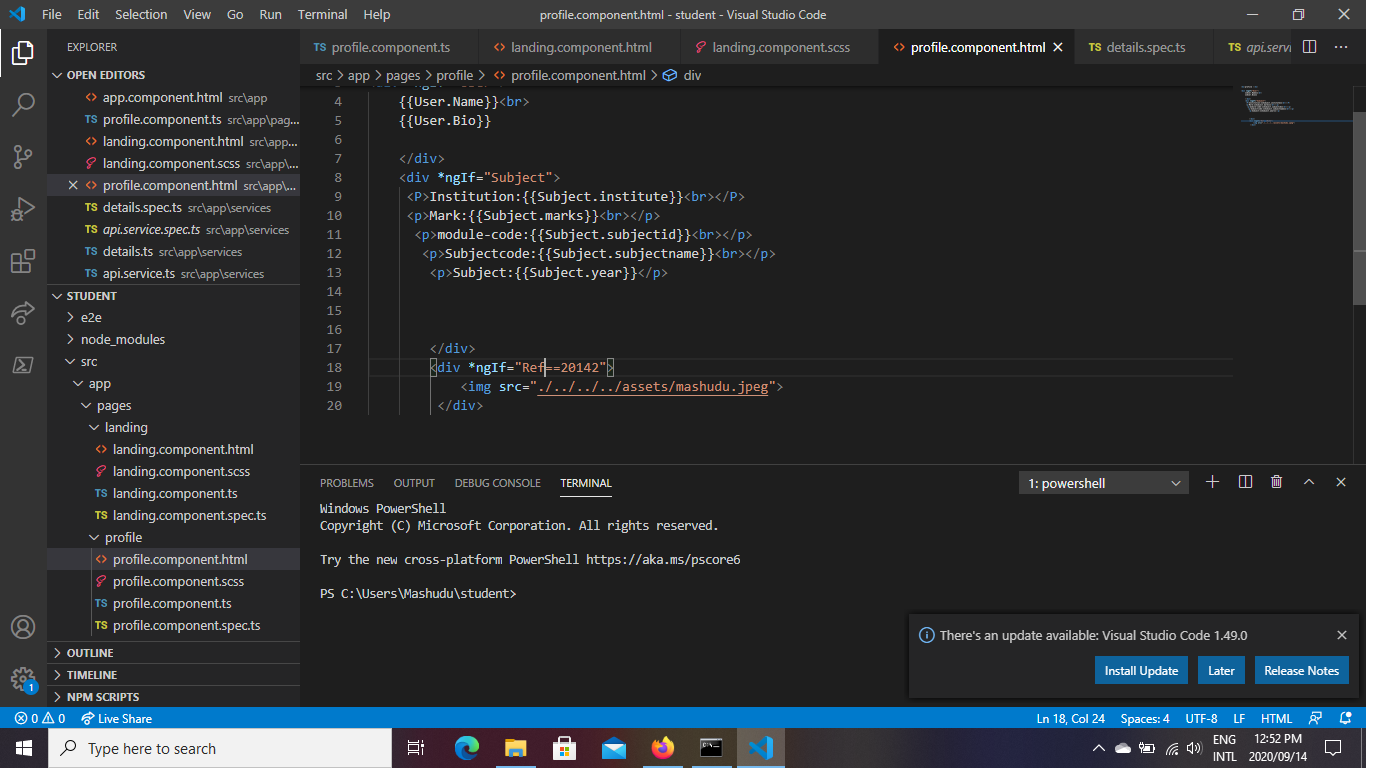 File Edit Selection View Go Run Terminal Help profile.component.html - student - Visual Studio Code
EXPLORER
OPEN EDITORS
app.component.html src\app
profile.component.ts src\app\pag...
landing.component.html src\app...
landing.component.scss src\app\...
profile.component.html src\app\...
TS details.spec.ts src\app\services
TS api.service.spec.ts src\app\services
TS details.ts src\app\services
TS api.service.ts src\app\services
STUDENT
e2e
node_modules
src
app
pages
landing
landing.component.html
landing.component.scss
TS landing.component.ts
TS landing.component.spec.ts
profile
profile.component.html
profile.component.scss
TS profile.component.ts
TS profile.component.spec.ts
OUTLINE
TIMELINE
NPM SCRIPTS
TS profile.component.ts landing.component.html landing.component.scss profile.component.html TS details.spec.ts TS api.servi
src > app > pages > profile > profile.component.html > div
4 {{User.Name}}<br>
5 {{User.Bio}}
6
7 </div>
8 <div *ngIf="Subject">
9 <P>Institution:{{Subject.institute}}<br></P>
10 <p>Mark:{{Subject.marks}}<br></p>
11 <p>module-code:{{Subject.subjectid}}<br></p>
12 <p>Subjectcode:{{Subject.subjectname}}<br></p>
13 <p>Subject:{{Subject.year}}</p>
14
15
16
17 </div>
18 <div *ngIf="Ref==20142">
19 <img src="./../../../assets/mashudu.jpeg">
20 </div>
PROBLEMS OUTPUT DEBUG CONSOLE TERMINAL 1: powershell
Windows PowerShell
Copyright (C) Microsoft Corporation. All rights reserved.
Try the new cross-platform PowerShell https://aka.ms/pscore6
PS C:\Users\Mashudu\student>
There's an update available: Visual Studio Code 1.49.0
Install Update Later Release Notes
1
0 0 Live Share Ln 18, Col 24 Spaces: 4 UTF-8 LF HTML
Type here to search
ENG
INTL
12:52 PM
2020/09/14